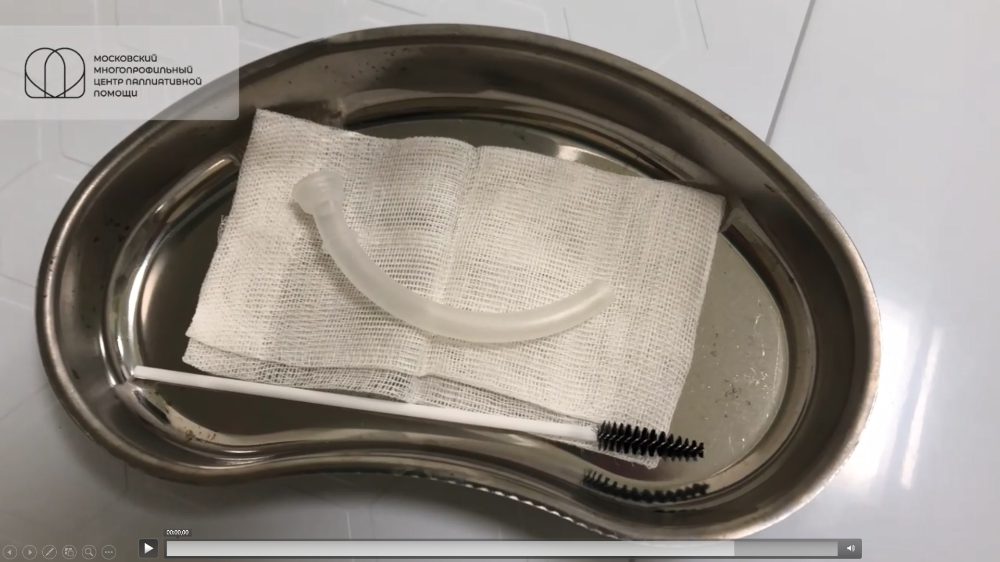 МОСКОВСКИЙ
МНОГОПРОФИЛЬНЫЙ
ЦЕНТР ПАЛЛИАТИВНОЙ
ПОМОЩИ
00:00,00